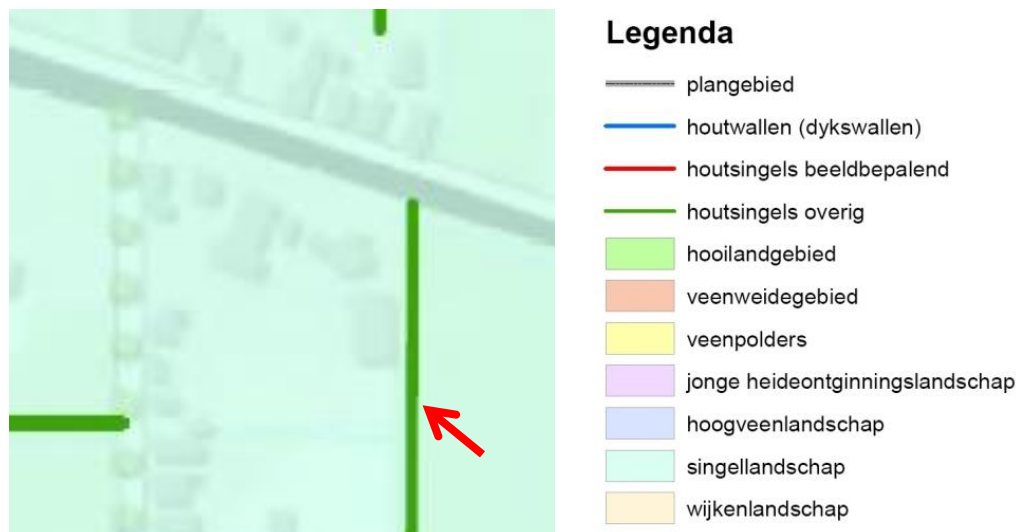 Legenda
plangebied
houtwallen (dykswallen)
houtsingels beeldbepalend
houtsingels overig
hooilandgebied
veenweidegebied
veenpolders
jonge heideontginningslandschap
hoogveenlandschap
singellandschap
wijkenlandschap